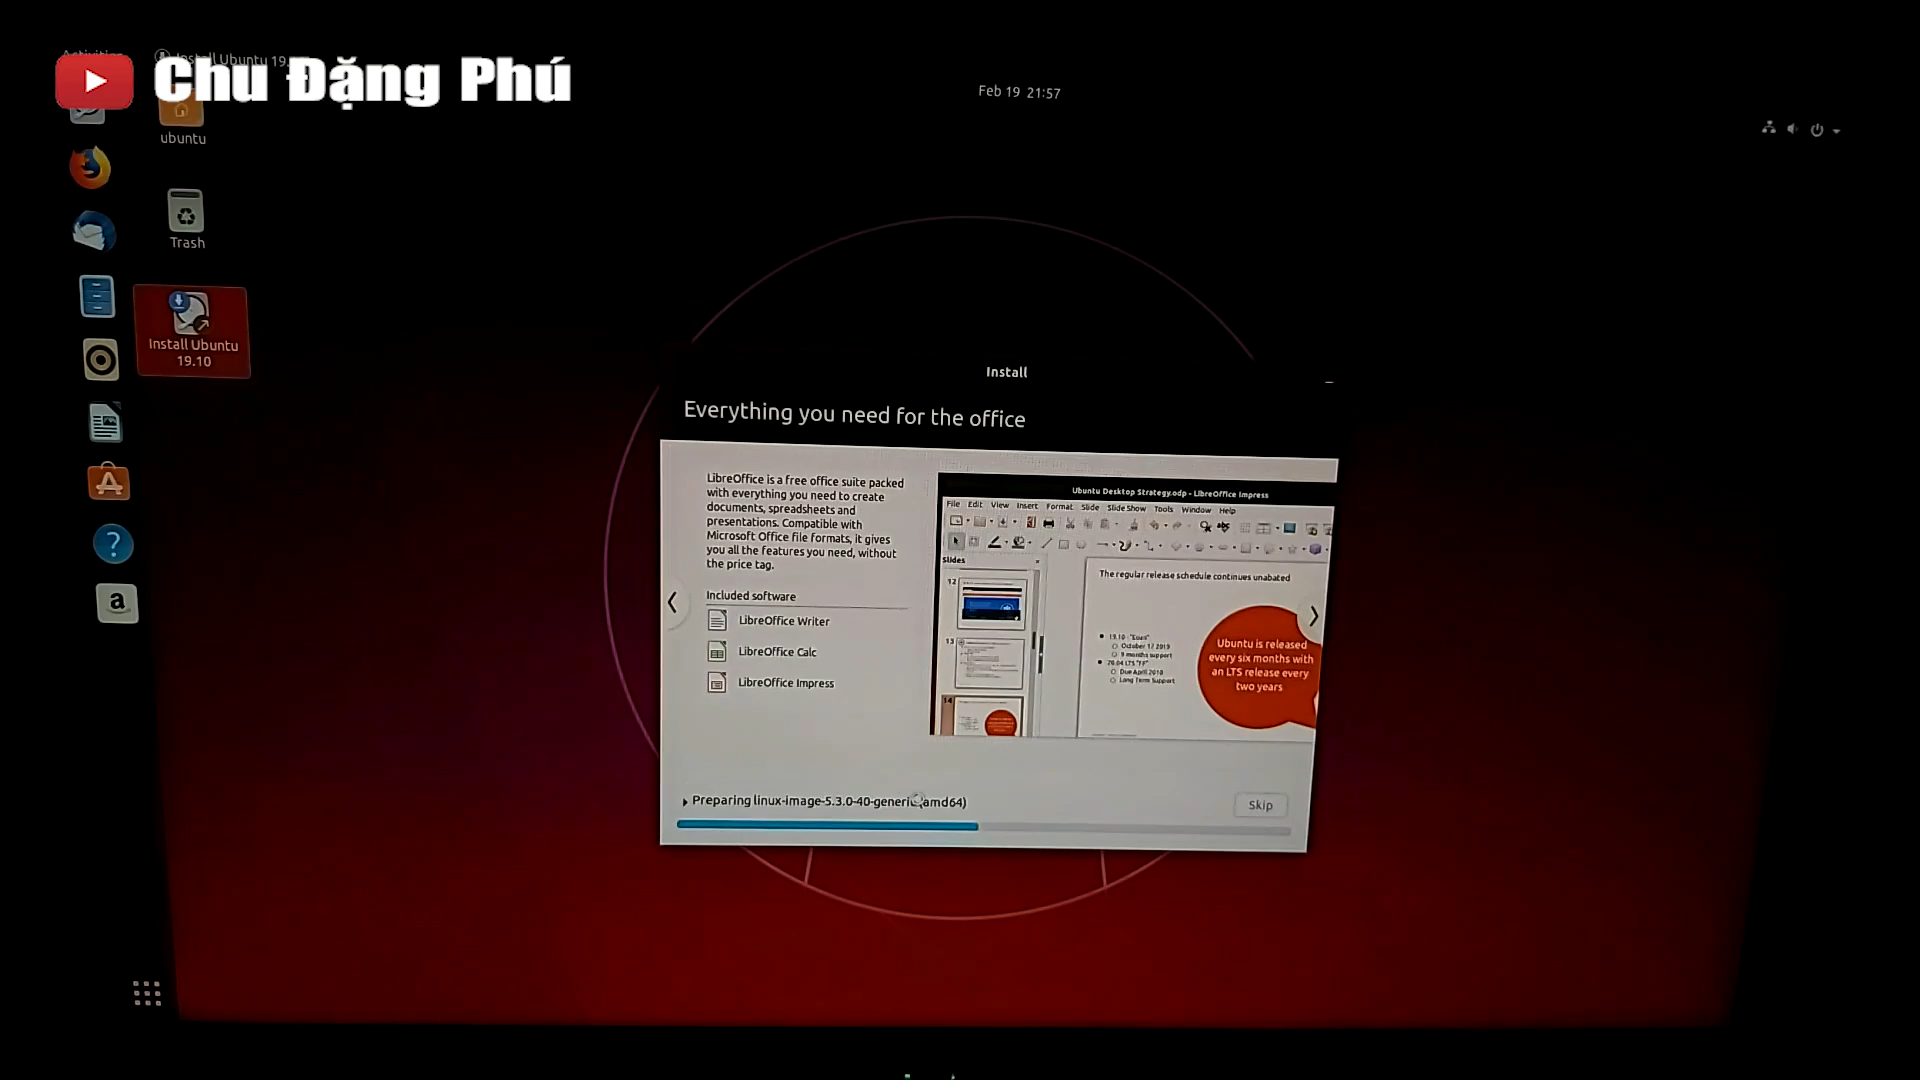 Install Ubuntu 19.
Chu Đặng Phú
Feb 19 21:57
ubuntu
Trash
Install Ubuntu
19.10
Install
Everything you need for the office
LibreOffice is a free office suite packed
with everything you need to create
documents, spreadsheets and
presentations. Compatible with
Microsoft Office file formats, it gives
you all the features you need, without
the price tag.
Included software
LibreOffice Writer
LibreOffice Calc
LibreOffice Impress
Ubuntu Desktop Strategy.odp - LibreOffice Impress
File Edit View Insert Format Slide Slide Show Tools Window Help
Slides
12
13
14
The regular release schedule continues unabated
19.10 - "Eoan"
October 17 2019
9 months support
20.04 LTS "FF"
Due April 2018
Long Term Support
Ubuntu is released
every six months with
an LTS release every
two years
Preparing linux-image-5.3.0-40-generic (amd64)
Skip